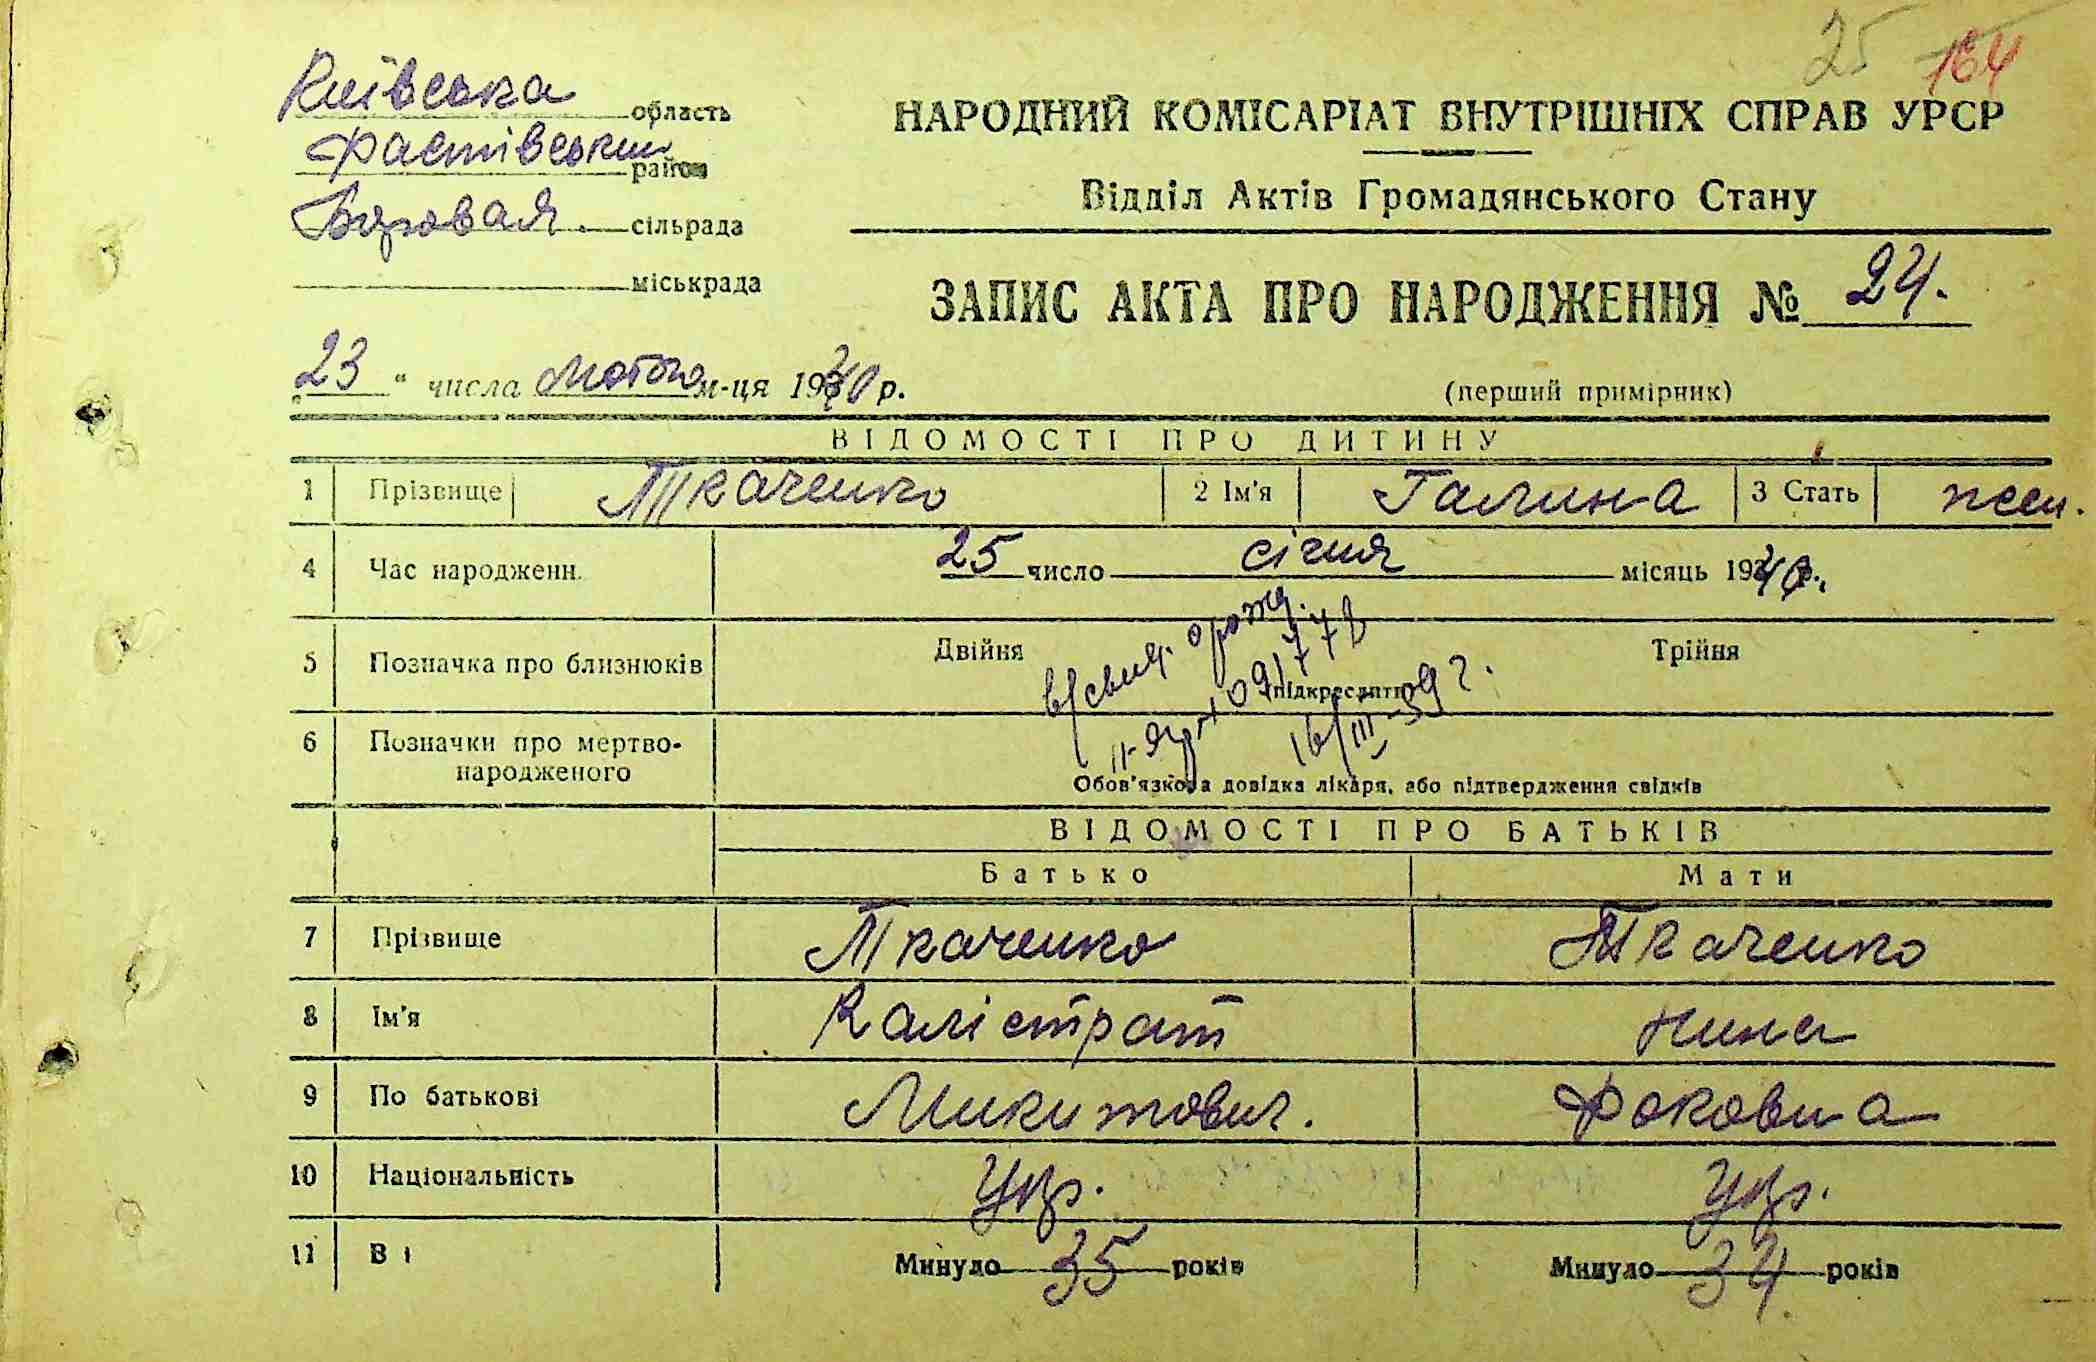 25 164
Київська область
Фастівський район
Боровая. сільрада
міськрада
НАРОДНИЙ КОМІСАРІАТ ВНУТРІШНІХ СПРАВ УРСР
Відділ Актів Громадянського Стану
ЗАПИС АКТА ПРО НАРОДЖЕННЯ № 24.
„23“ числа лютого м-ця 1940 р.
(перший примірник)
ВІДОМОСТІ ПРО ДИТИНУ
1 Прізвище Ткаченко 2 Ім'я Галина 3 Стать жен.
4 Час народженн. 25 число січня місяць 1940 р.
5 Позначка про близнюків Двійня Трійня
підкреслити
6 Позначки про мертво-
народженого
Обов'язкова довідка лікаря, або підтвердження свідків
ВІДОМОСТІ ПРО БАТЬКІВ
Батько Мати
7 Прізвище Ткаченко Ткаченко
8 Ім'я Калістрат Нина
9 По батькові Микитович. Фоковна
10 Національність Укр. Укр.
11 Ві Минуло 35 років Минуло 34 років